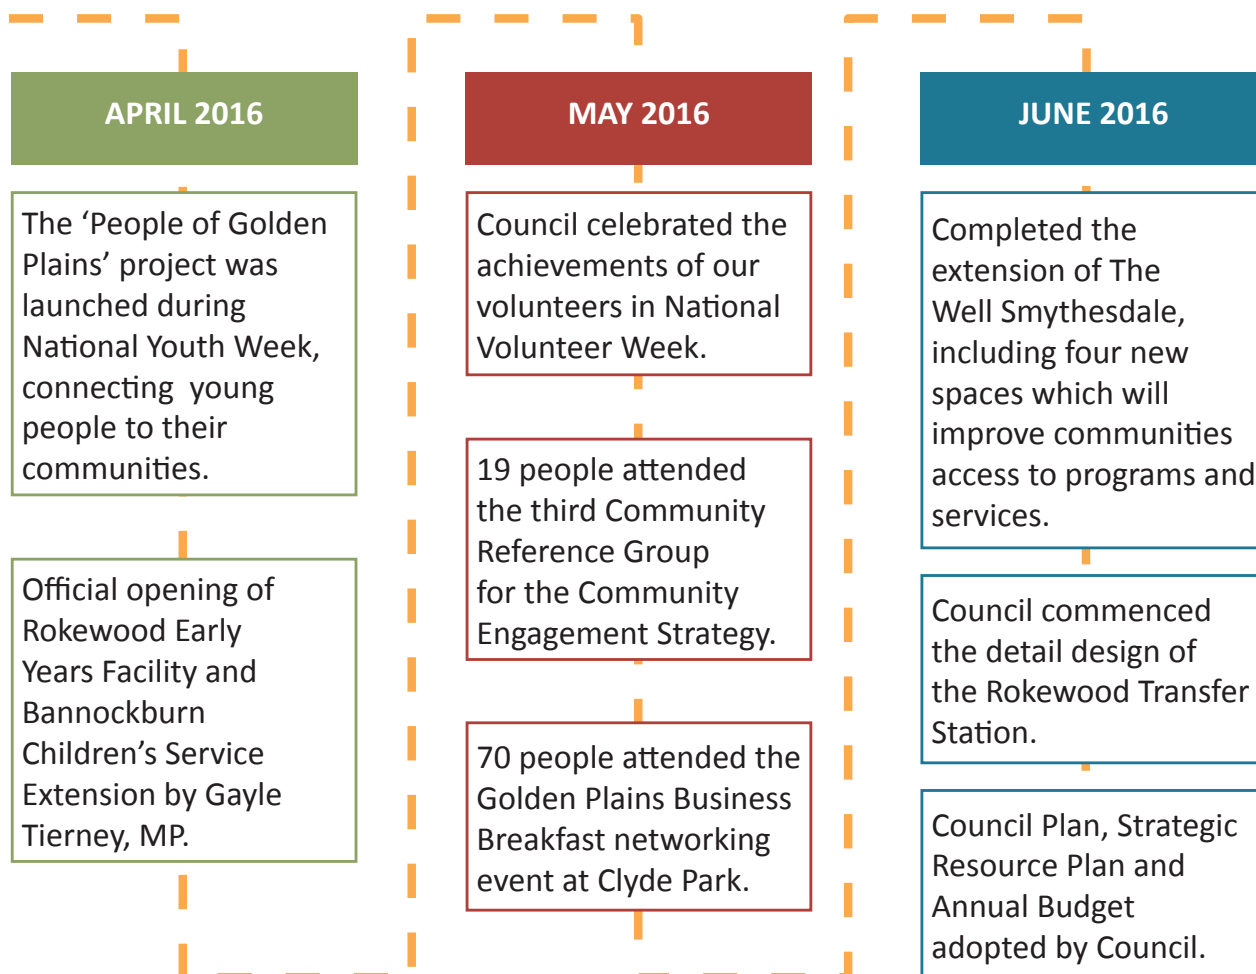 APRIL 2016
The ‘People of Golden
Plains’ project was
launched during
National Youth Week,
connecting  young
people to their
communities.
Official opening of
Rokewood Early
Years Facility and
Bannockburn
Children’s Service
Extension by Gayle
Tierney, MP.
MAY 2016
Council celebrated the
achievements of our
volunteers in National
Volunteer Week.
19 people attended
the third Community
Reference Group
for the Community
Engagement Strategy.
70 people attended the
Golden Plains Business
Breakfast networking
event at Clyde Park.
JUNE 2016
Completed the
extension of The
Well Smythesdale,
including four new
spaces which will
improve communities
access to programs and
services.
Council commenced
the detail design of
the Rokewood Transfer
Station.
Council Plan, Strategic
Resource Plan and
Annual Budget
adopted by Council.